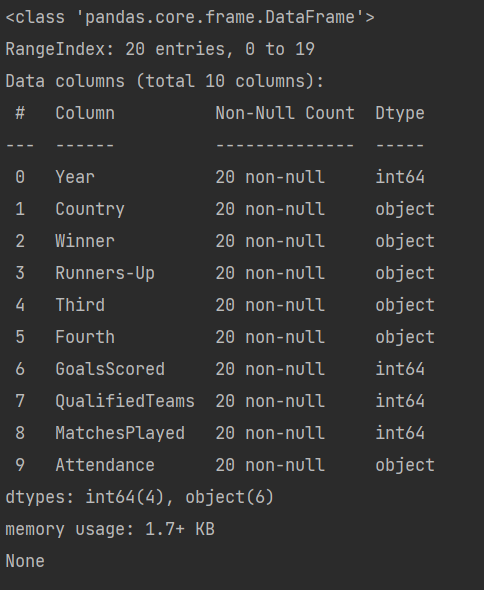 <class 'pandas.core.frame.DataFrame'>
RangeIndex: 20 entries, 0 to 19
Data columns (total 10 columns):
 #   Column          Non-Null Count  Dtype
---  ------          --------------  -----
 0   Year            20 non-null     int64
 1   Country         20 non-null     object
 2   Winner          20 non-null     object
 3   Runners-Up      20 non-null     object
 4   Third           20 non-null     object
 5   Fourth          20 non-null     object
 6   GoalsScored     20 non-null     int64
 7   QualifiedTeams  20 non-null     int64
 8   MatchesPlayed   20 non-null     int64
 9   Attendance      20 non-null     object
dtypes: int64(4), object(6)
memory usage: 1.7+ KB
None